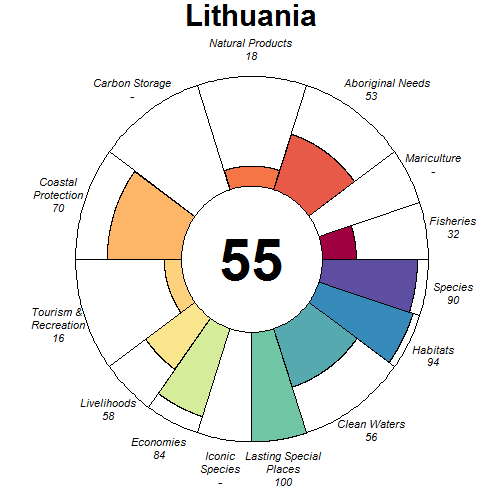 Lithuania
Natural Products
18
Carbon Storage
-
Aboriginal Needs
53
Mariculture
-
Coastal
Protection
70
Fisheries
32
55
Species
90
Tourism &
Recreation
16
Habitats
94
Livelihoods
58
Clean Waters
56
Economies
84
Iconic
Species
-
Lasting Special
Places
100